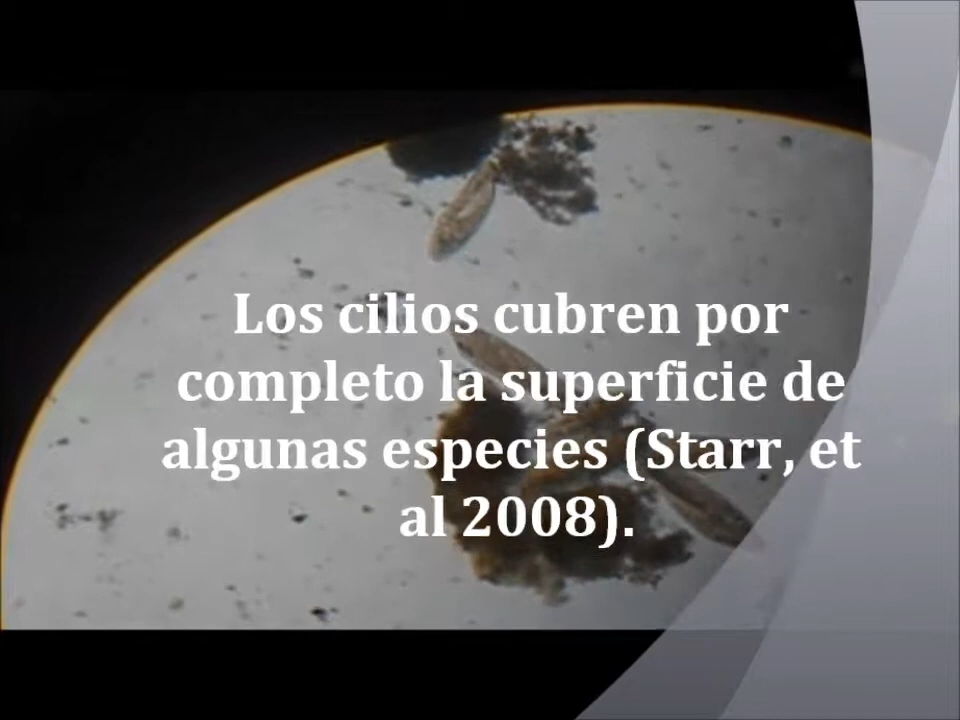 Los cilios cubren por
completo la superficie de
algunas especies (Starr, et
al 2008).